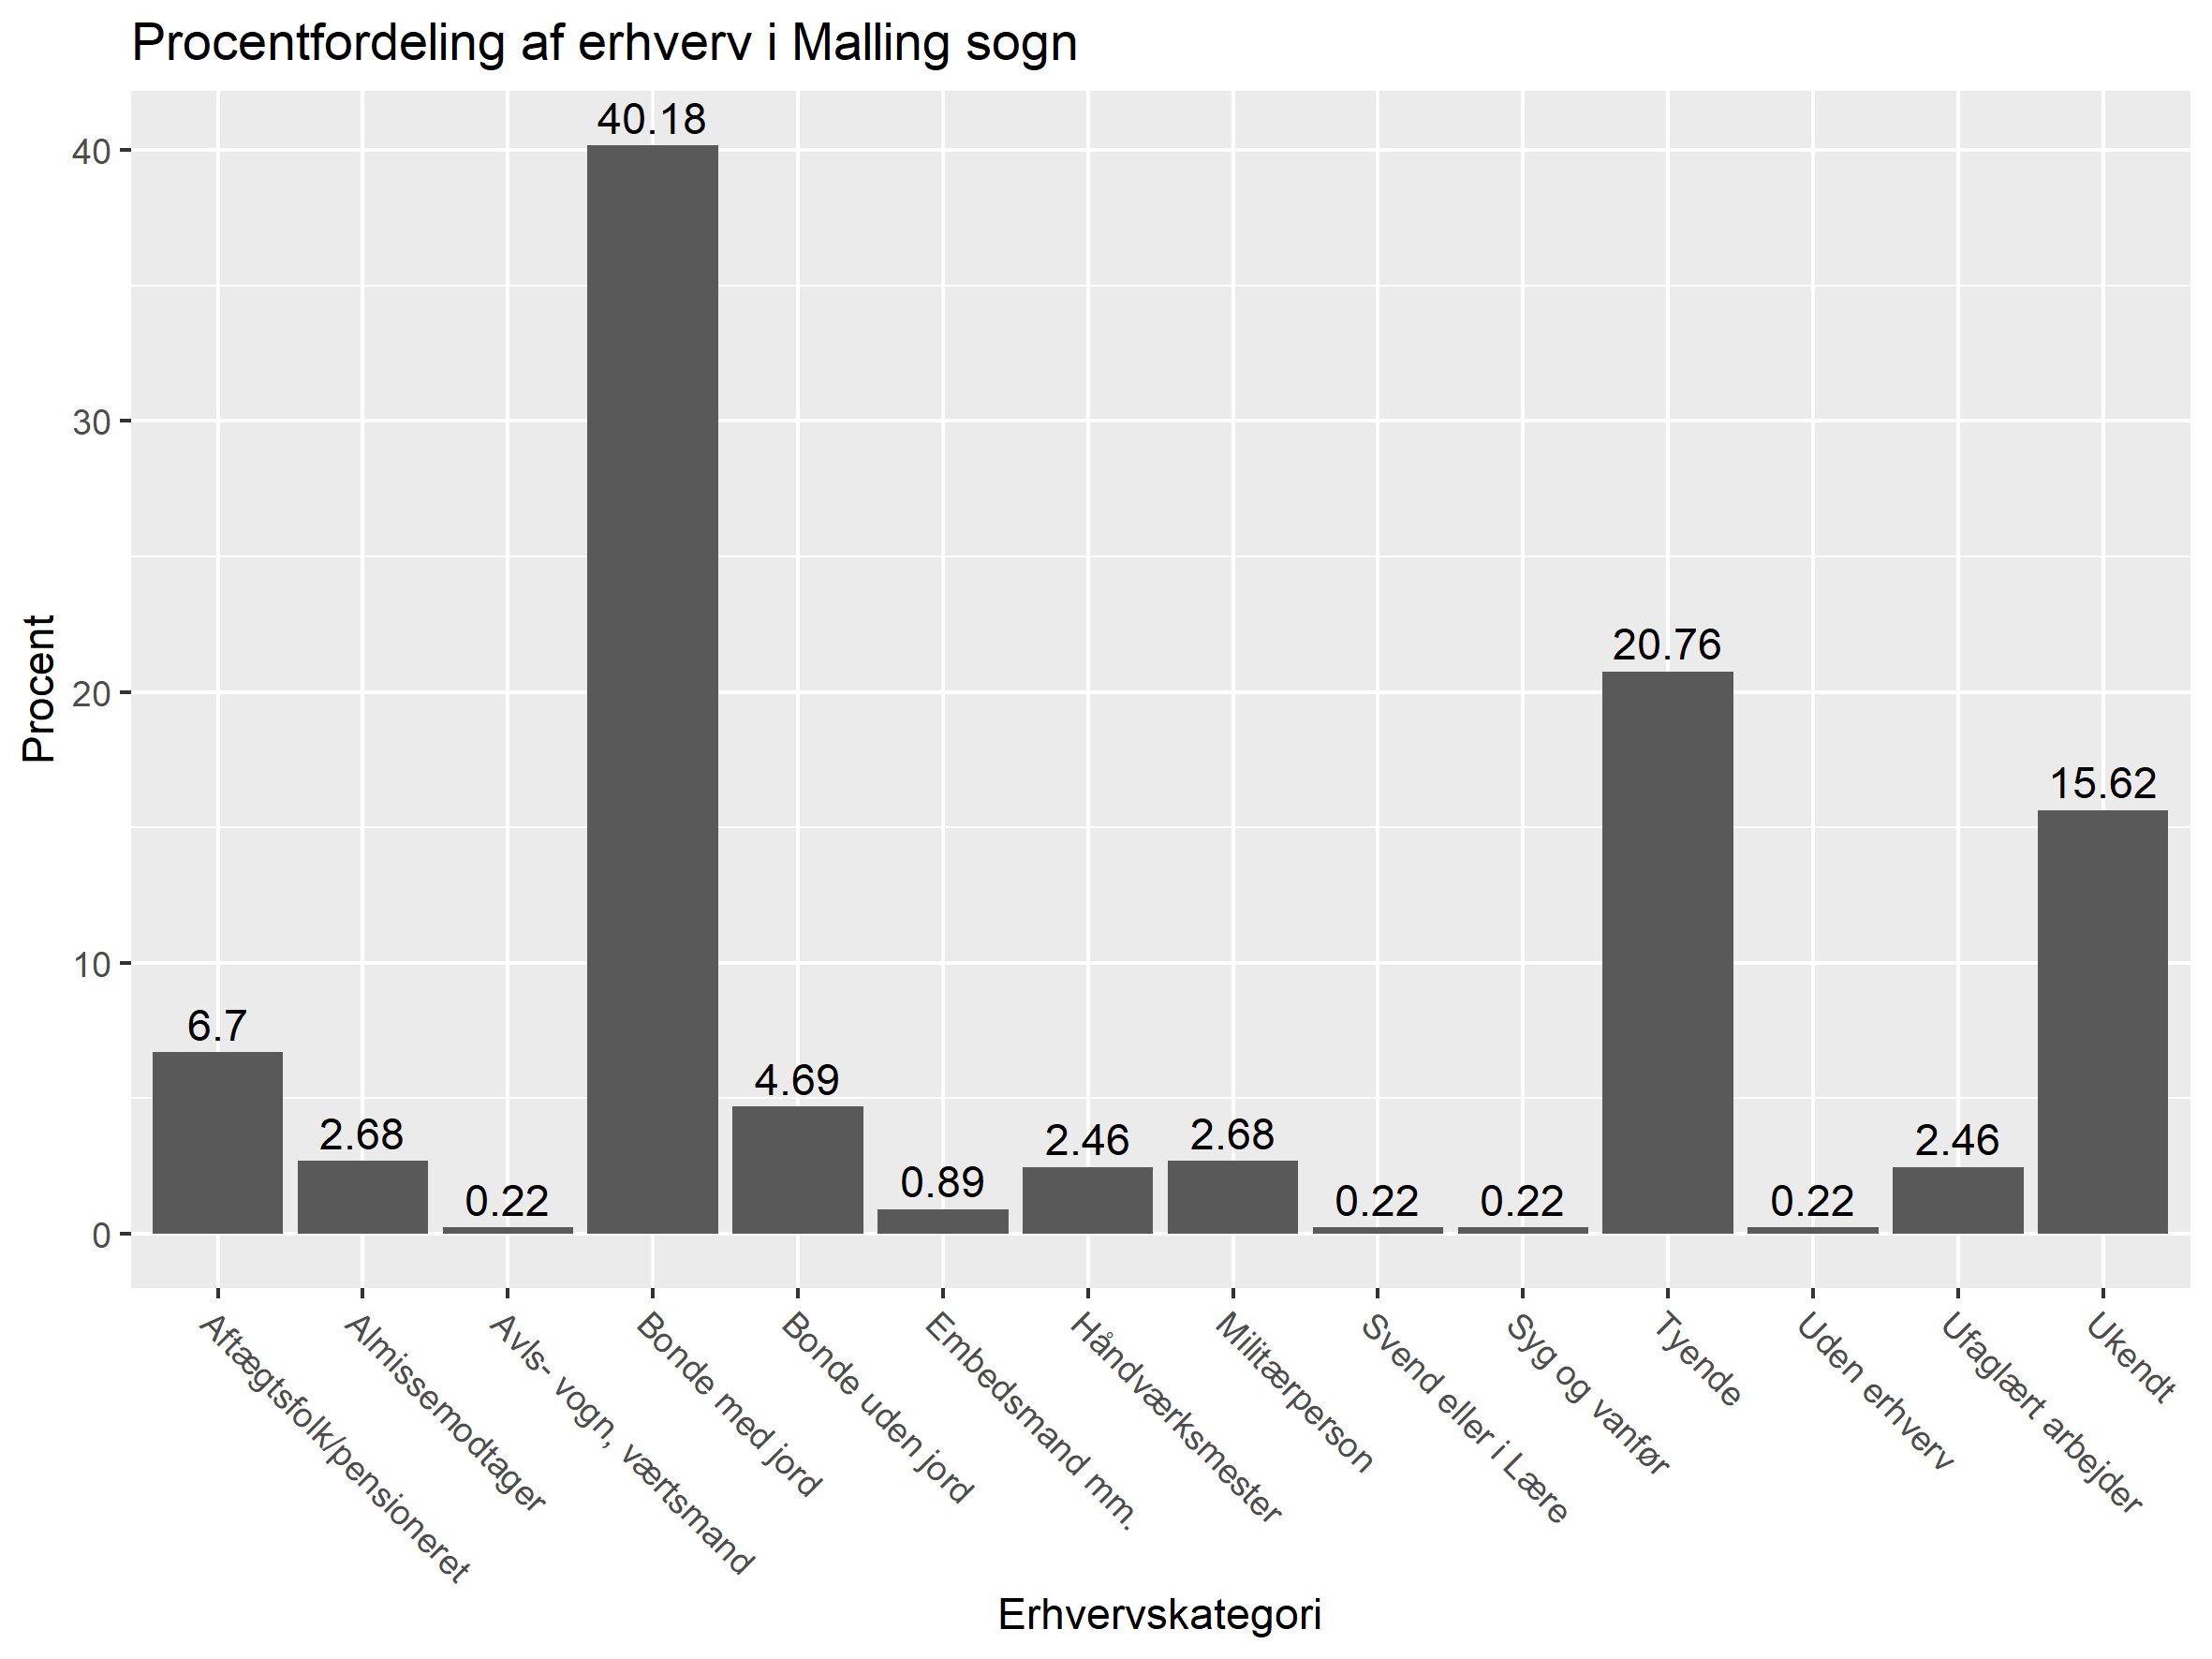 Procentfordeling af erhverv i Malling sogn
Procent
40
30
20
10
0
6.7
2.68
0.22
40.18
4.69
0.89
2.46
2.68
0.22
0.22
20.76
0.22
2.46
15.62
Aftægtsfolk/pensioneret
Almissemodtager
Avls- vogn, værtsmand
Bonde med jord
Bonde uden jord
Embedsmand mm.
Håndværksmester
Militærperson
Svend eller i Lære
Syg og vanfør
Tyende
Uden erhverv
Ufaglært arbejder
Ukendt
Erhvervskategori